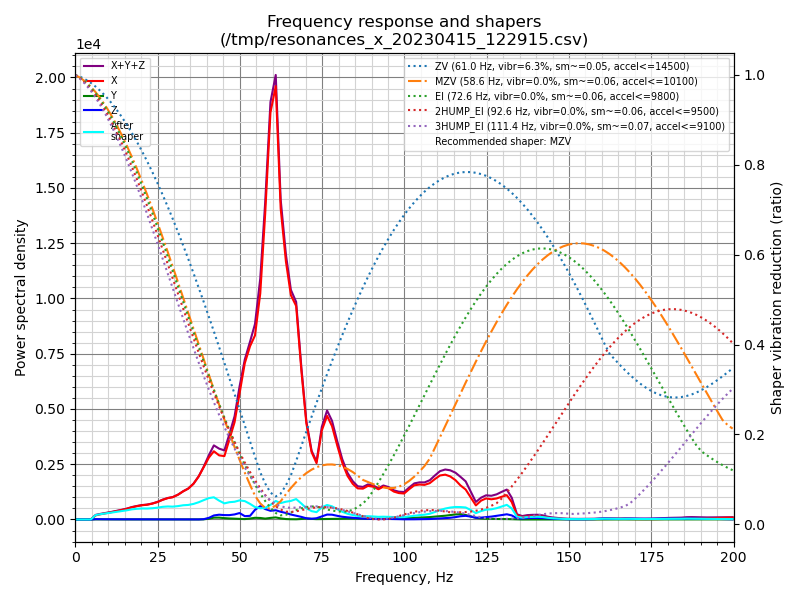 Frequency response and shapers
(/tmp/resonances_x_20230415_122915.csv)
1e4
X+Y+Z
X
Y
Z
After
shaper
ZV (61.0 Hz, vibr=6.3%, sm~=0.05, accel<=14500)
MZV (58.6 Hz, vibr=0.0%, sm~=0.06, accel<=10100)
EI (72.6 Hz, vibr=0.0%, sm~=0.06, accel<=9800)
2HUMP_EI (92.6 Hz, vibr=0.0%, sm~=0.06, accel<=9500)
3HUMP_EI (111.4 Hz, vibr=0.0%, sm~=0.07, accel<=9100)
Recommended shaper: MZV
2.00
1.75
1.50
1.25
1.00
0.75
0.50
0.25
0.00
Power spectral density
1.0
0.8
0.6
0.4
0.2
0.0
Shaper vibration reduction (ratio)
0 25 50 75 100 125 150 175 200
Frequency, Hz